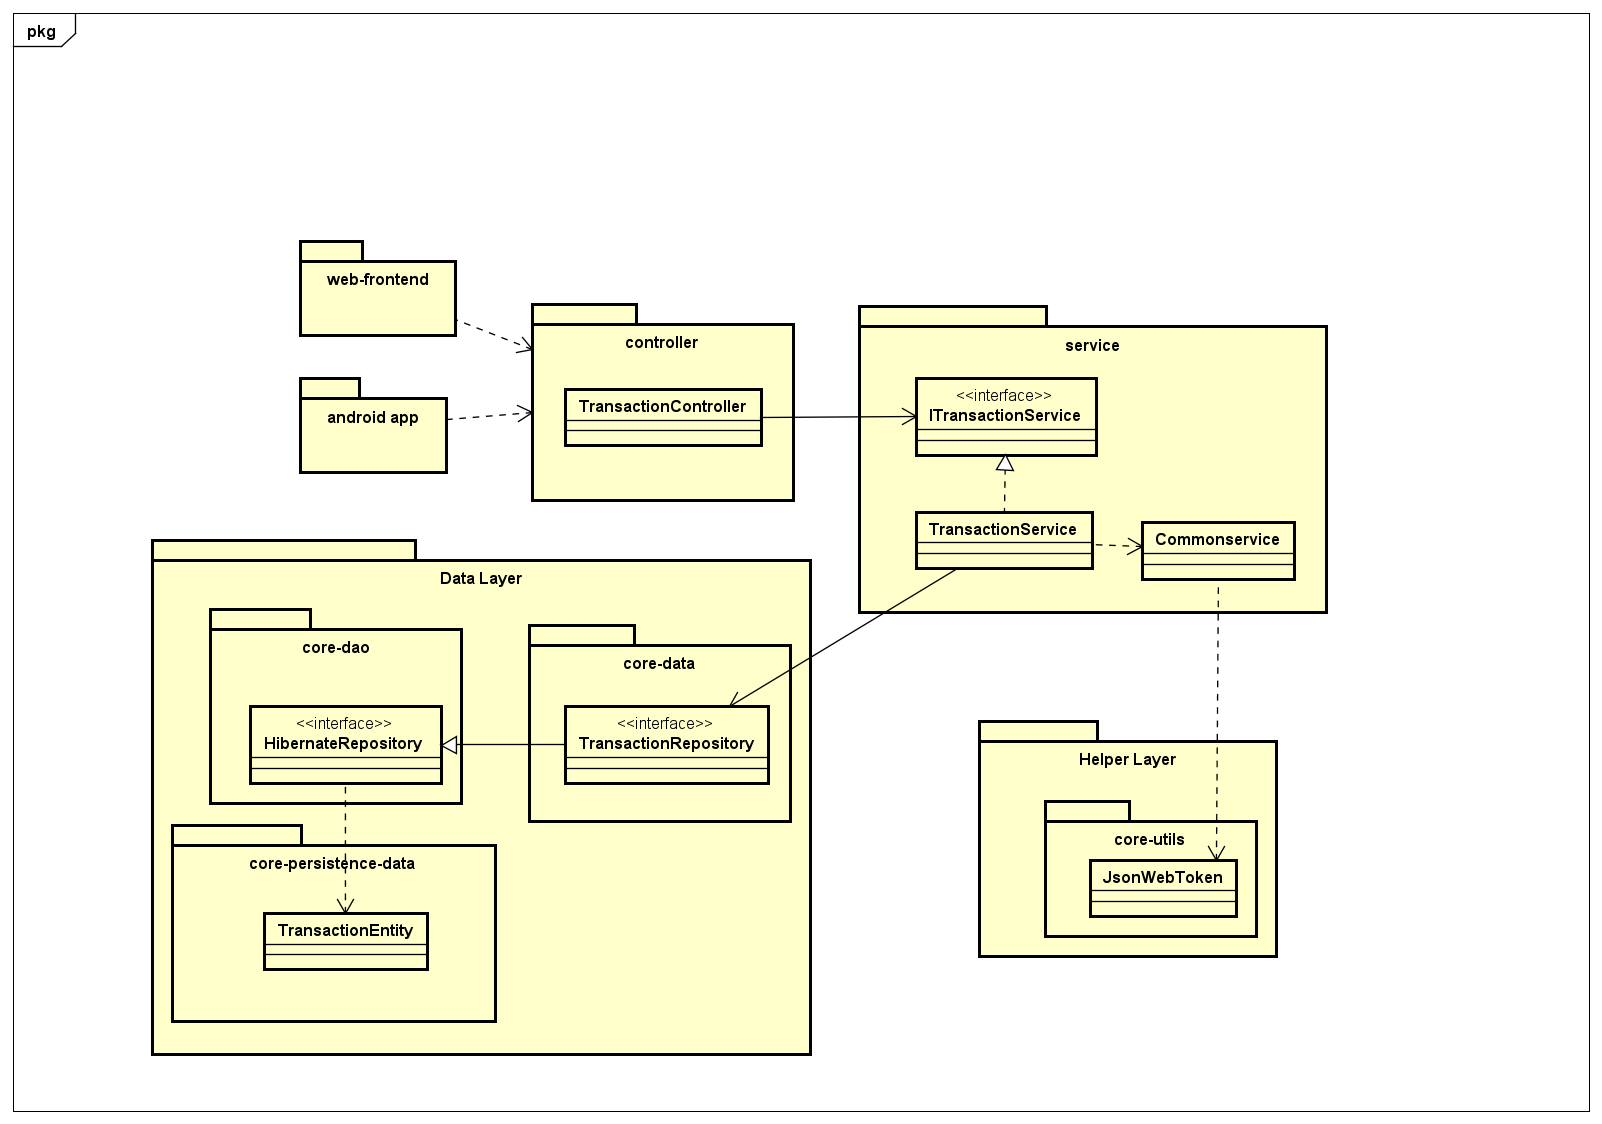 pkg
web-frontend
android app
controller
TransactionController
service
<<interface>>
ITransactionService
TransactionService
Commonservice
Data Layer
core-dao
<<interface>>
HibernateRepository
core-data
<<interface>>
TransactionRepository
core-persistence-data
TransactionEntity
Helper Layer
core-utils
JsonWebToken